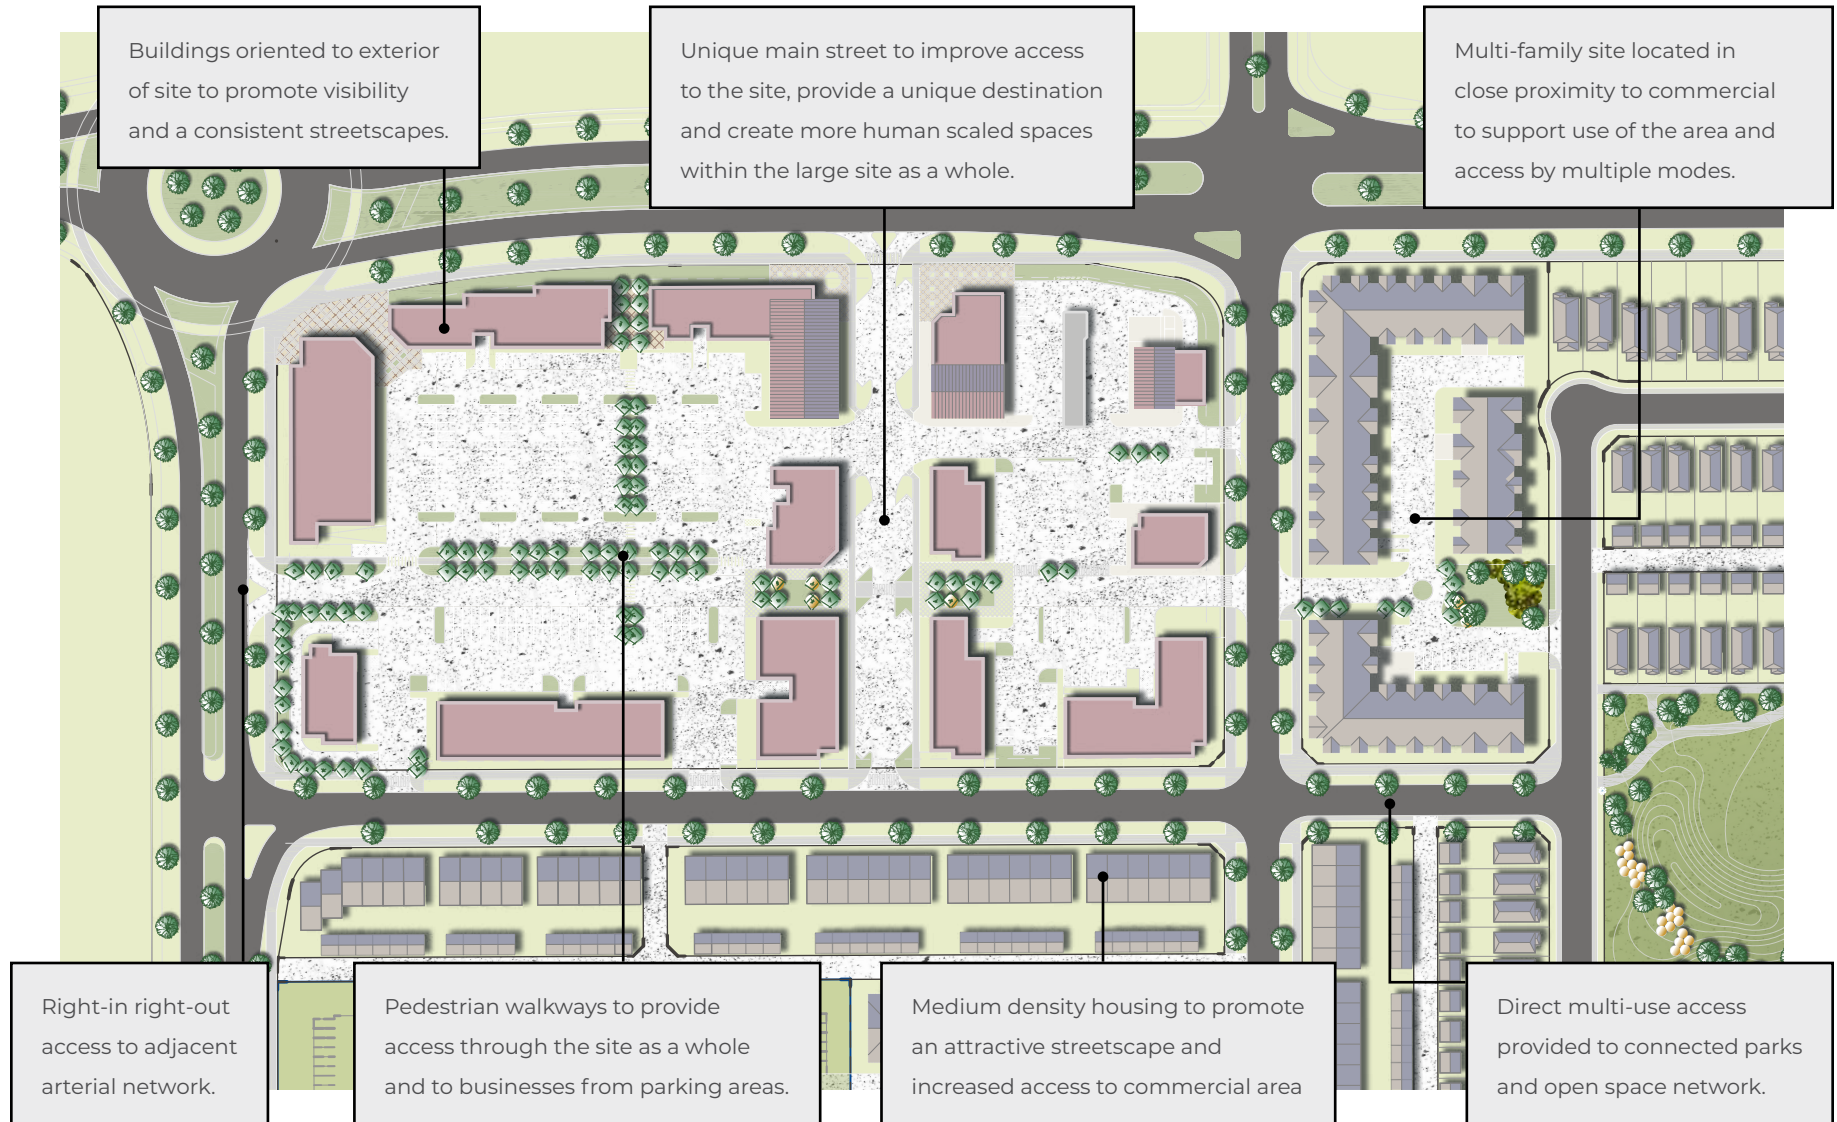 Buildings oriented to exterior
of site to promote visibility
and a consistent streetscapes.
Unique main street to improve access
to the site, provide a unique destination
and create more human scaled spaces
within the large site as a whole.
Multi-family site located in
close proximity to commercial
to support use of the area and
access by multiple modes.
Right-in right-out
access to adjacent
arterial network.
Pedestrian walkways to provide
access through the site as a whole
and to businesses from parking areas.
Medium density housing to promote
an attractive streetscape and
increased access to commercial area
Direct multi-use access
provided to connected parks
and open space network.